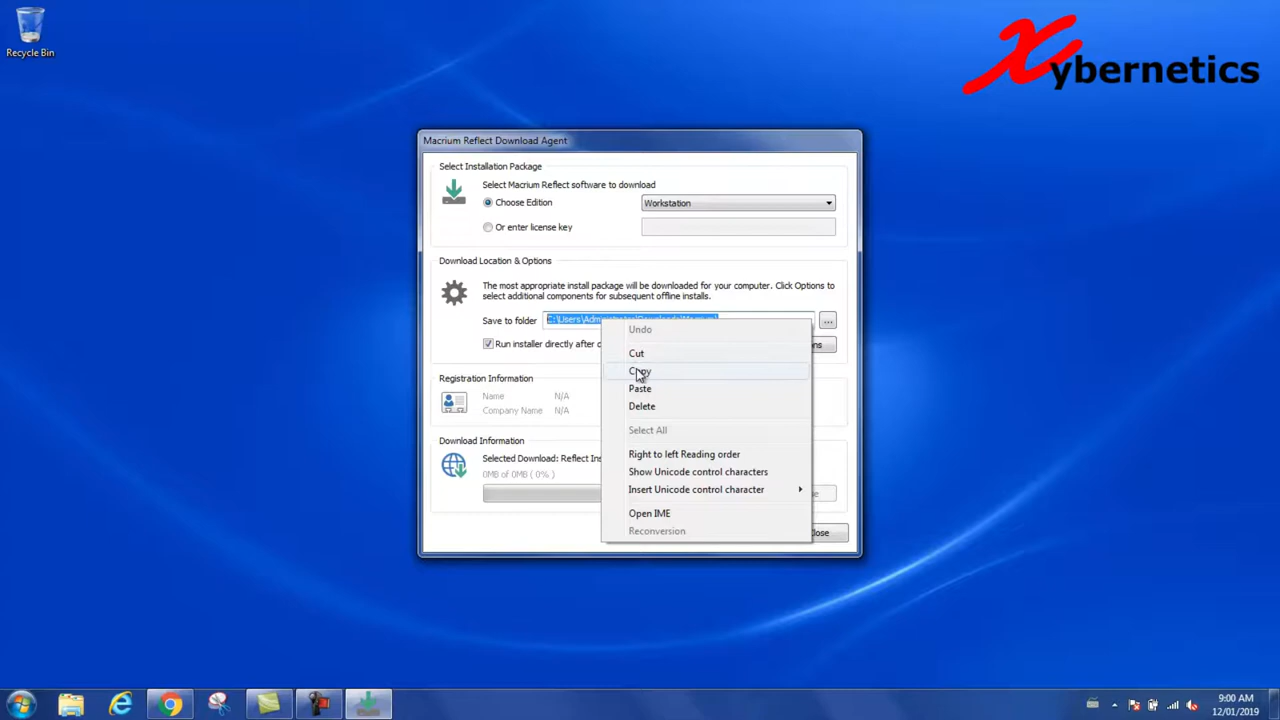 Recycle Bin
Xybernetics
Macrium Reflect Download Agent
Select Installation Package
Select Macrium Reflect software to download
Choose Edition
Workstation
Or enter license key
Download Location & Options
The most appropriate install package will be downloaded for your computer. Click Options to
select additional components for subsequent offline installs.
Save to folder
C:\Users\
...
Run installer directly after
Registration Information
Name N/A
Company Name N/A
Download Information
Selected Download: Reflect
0MB of 0MB ( 0% )
Close
Undo
Cut
Copy
Paste
Delete
Select All
Right to left Reading order
Show Unicode control characters
Insert Unicode control character
Open IME
Reconversion
9:00 AM
12/01/2019